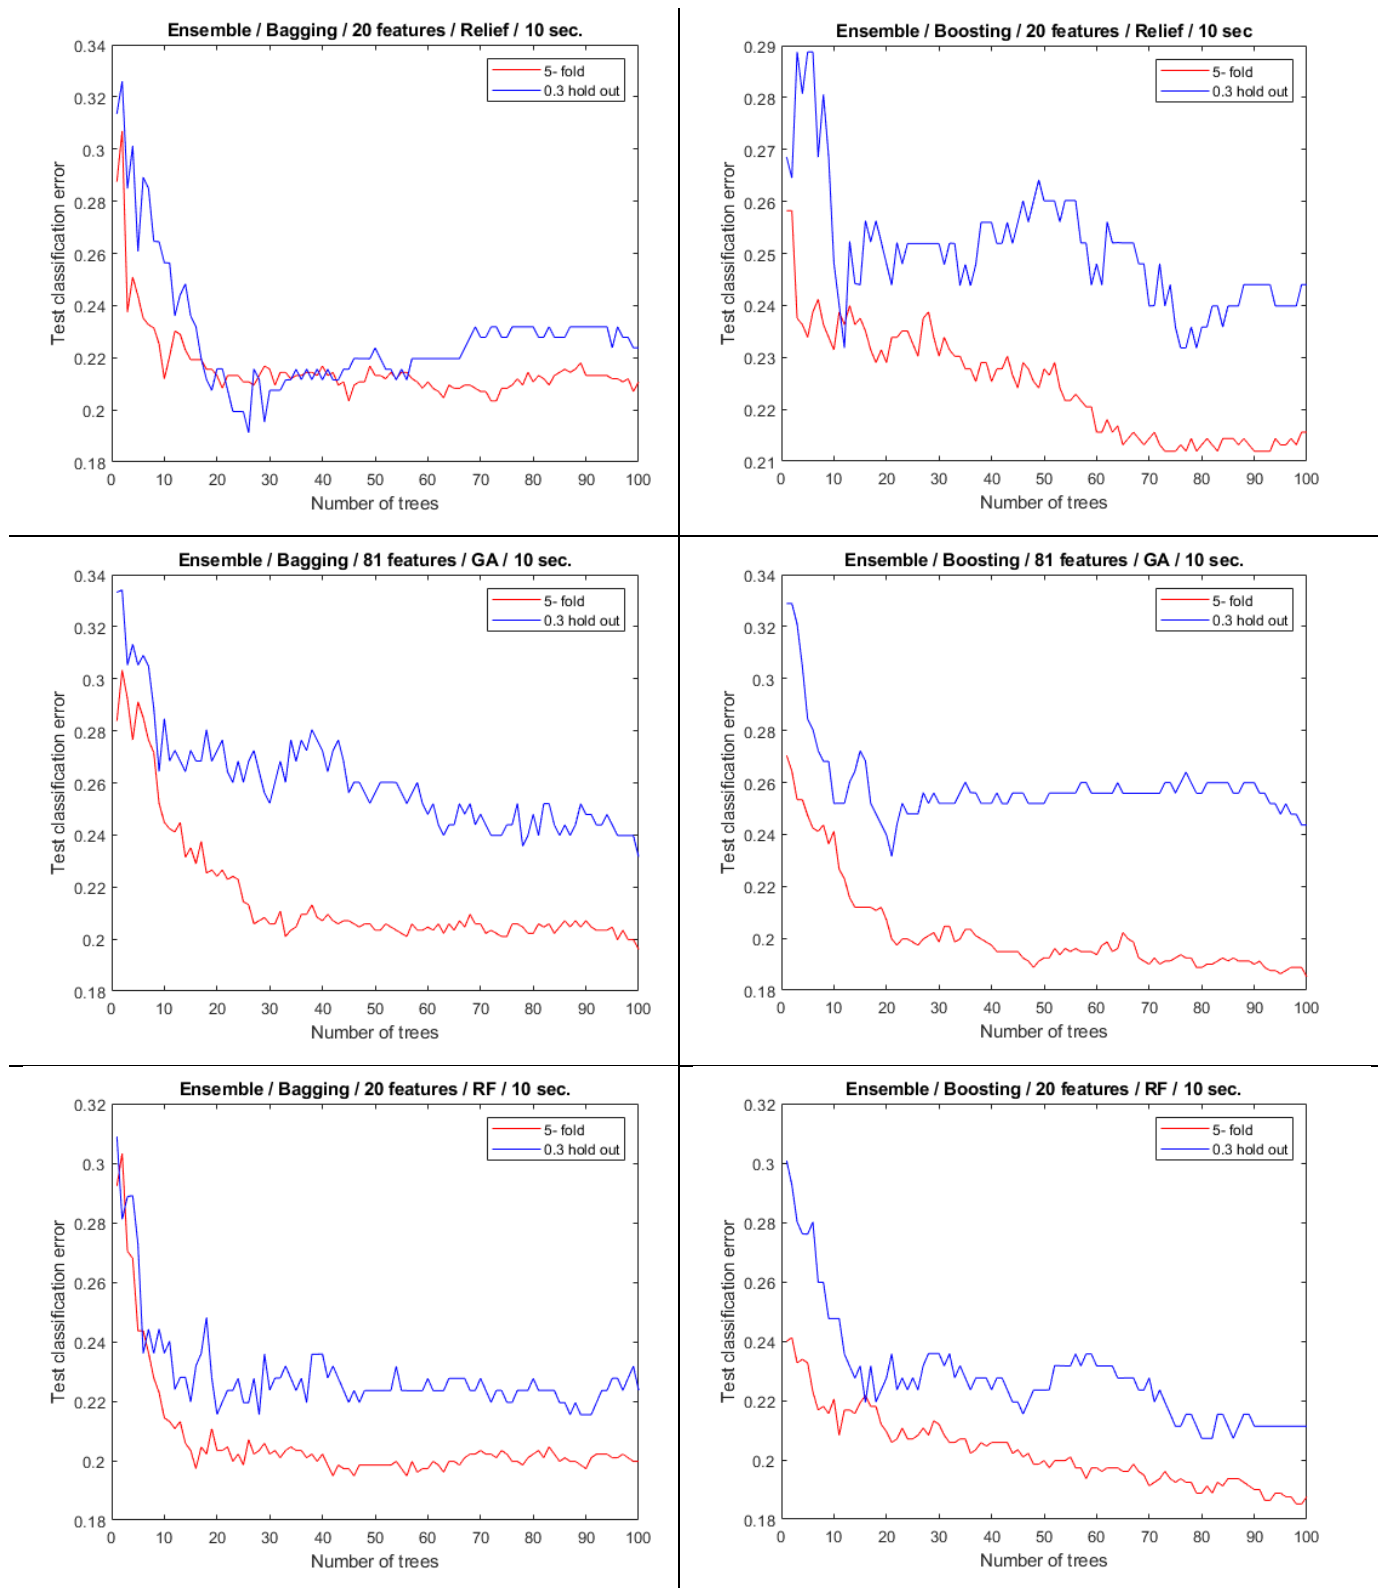 Ensemble / Bagging / 20 features / Relief / 10 sec.
0.34
0.32
0.3
0.28
0.26
0.24
0.22
0.2
0.18
Test classification error
5- fold
0.3 hold out
0 10 20 30 40 50 60 70 80 90 100
Number of trees
Ensemble / Boosting / 20 features / Relief / 10 sec
0.29
0.28
0.27
0.26
0.25
0.24
0.23
0.22
0.21
Test classification error
5- fold
0.3 hold out
0 10 20 30 40 50 60 70 80 90 100
Number of trees
Ensemble / Bagging / 81 features / GA / 10 sec.
0.34
0.32
0.3
0.28
0.26
0.24
0.22
0.2
0.18
Test classification error
5- fold
0.3 hold out
0 10 20 30 40 50 60 70 80 90 100
Number of trees
Ensemble / Boosting / 81 features / GA / 10 sec.
0.34
0.32
0.3
0.28
0.26
0.24
0.22
0.2
0.18
Test classification error
5- fold
0.3 hold out
0 10 20 30 40 50 60 70 80 90 100
Number of trees
Ensemble / Bagging / 20 features / RF / 10 sec.
0.32
0.3
0.28
0.26
0.24
0.22
0.2
0.18
Test classification error
5- fold
0.3 hold out
0 10 20 30 40 50 60 70 80 90 100
Number of trees
Ensemble / Boosting / 20 features / RF / 10 sec.
0.32
0.3
0.28
0.26
0.24
0.22
0.2
0.18
Test classification error
5- fold
0.3 hold out
0 10 20 30 40 50 60 70 80 90 100
Number of trees